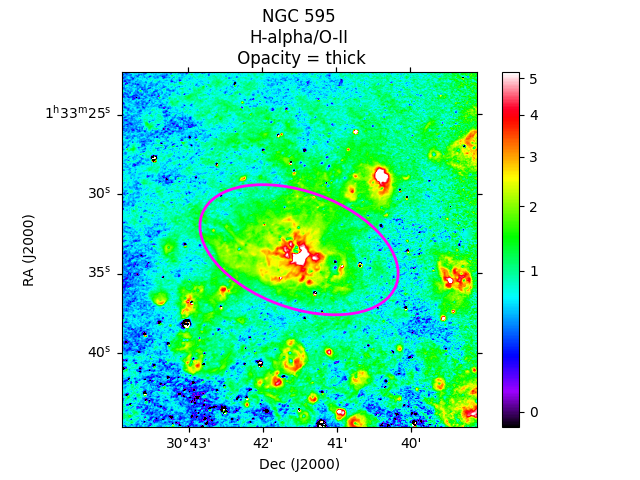 NGC 595
H-alpha/O-II
Opacity = thick
1ʰ33ᵐ25ˢ
30ˢ
35ˢ
40ˢ
RA (J2000)
30°43' 42' 41' 40'
Dec (J2000)
5
4
3
2
1
0